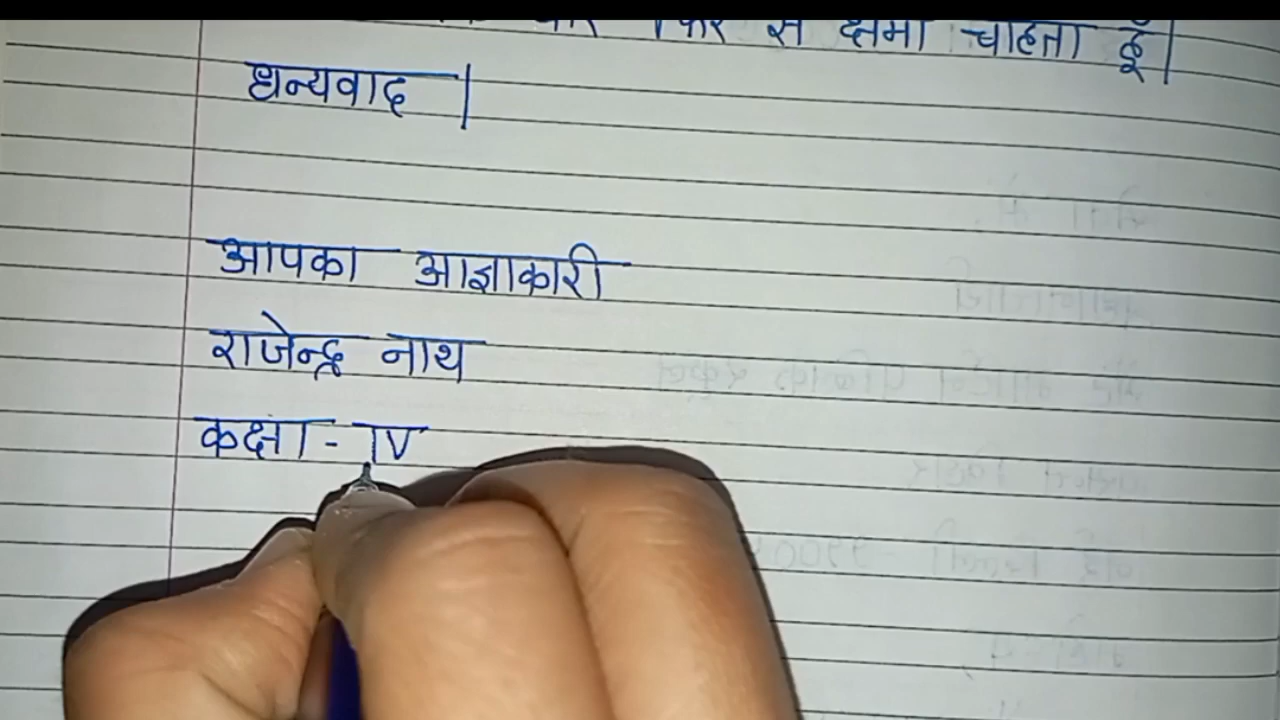 फिर से क्षमा चाहता हूँ।
धन्यवाद।
आपका आज्ञाकारी
राजेन्द्र नाथ
कक्षा - IV